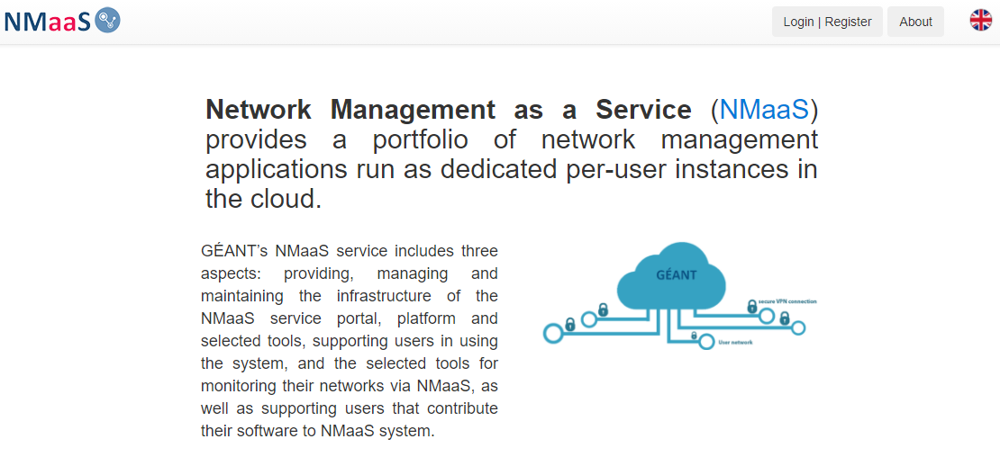 NMaaS
Login | Register
About
Network Management as a Service (NMaaS)
provides a portfolio of network management
applications run as dedicated per-user instances in
the cloud.
GÉANT’s NMaaS service includes three
aspects: providing, managing and
maintaining the infrastructure of the
NMaaS service portal, platform and
selected tools, supporting users in using
the system, and the selected tools for
monitoring their networks via NMaaS, as
well as supporting users that contribute
their software to NMaaS system.
GÉANT
secure VPN connection
User network